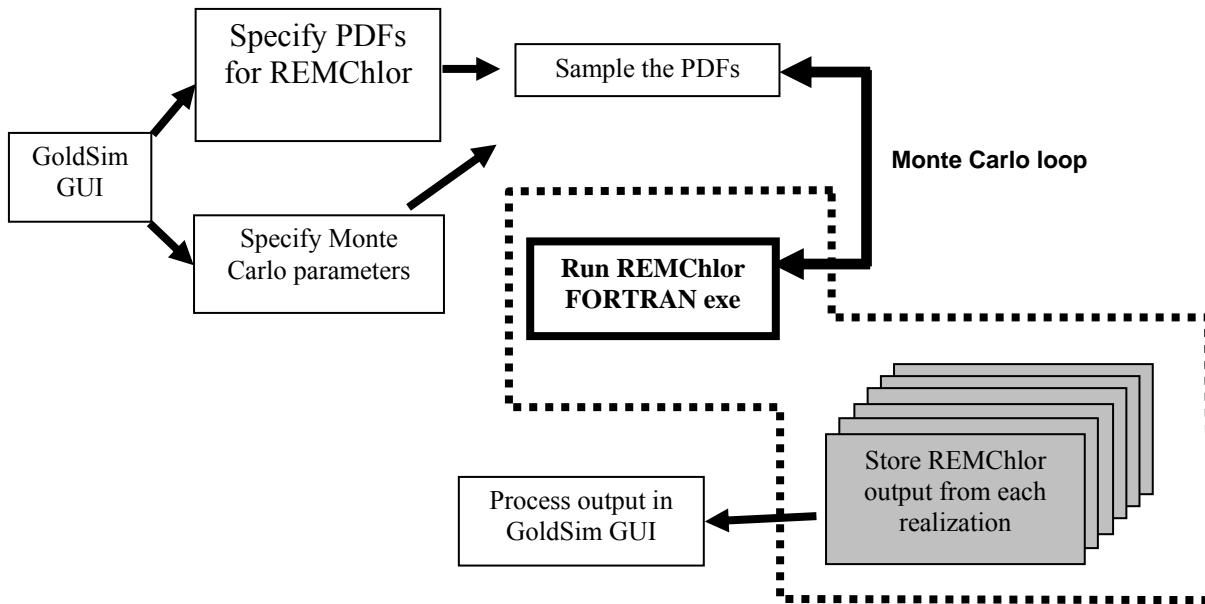 Specify PDFs
for REMChlor
Sample the PDFs
GoldSim
GUI
Monte Carlo loop
Specify Monte
Carlo parameters
Run REMChlor
FORTRAN exe
Store REMChlor
output from each
realization
Process output in
GoldSim GUI